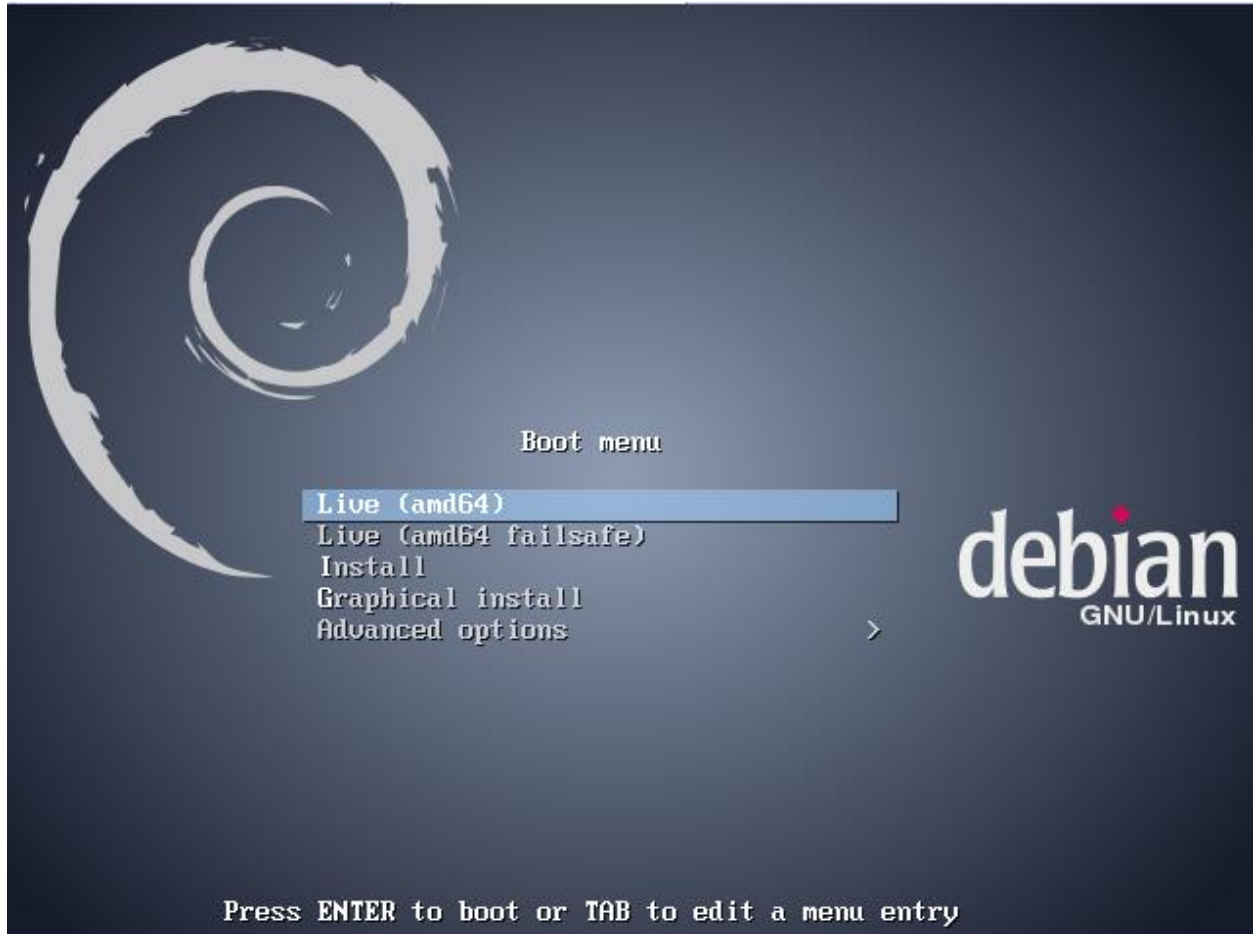 Boot menu
Live (amd64)
Live (amd64 failsafe)
Install
Graphical install
Advanced options >
debian
GNU/Linux
Press ENTER to boot or TAB to edit a menu entry